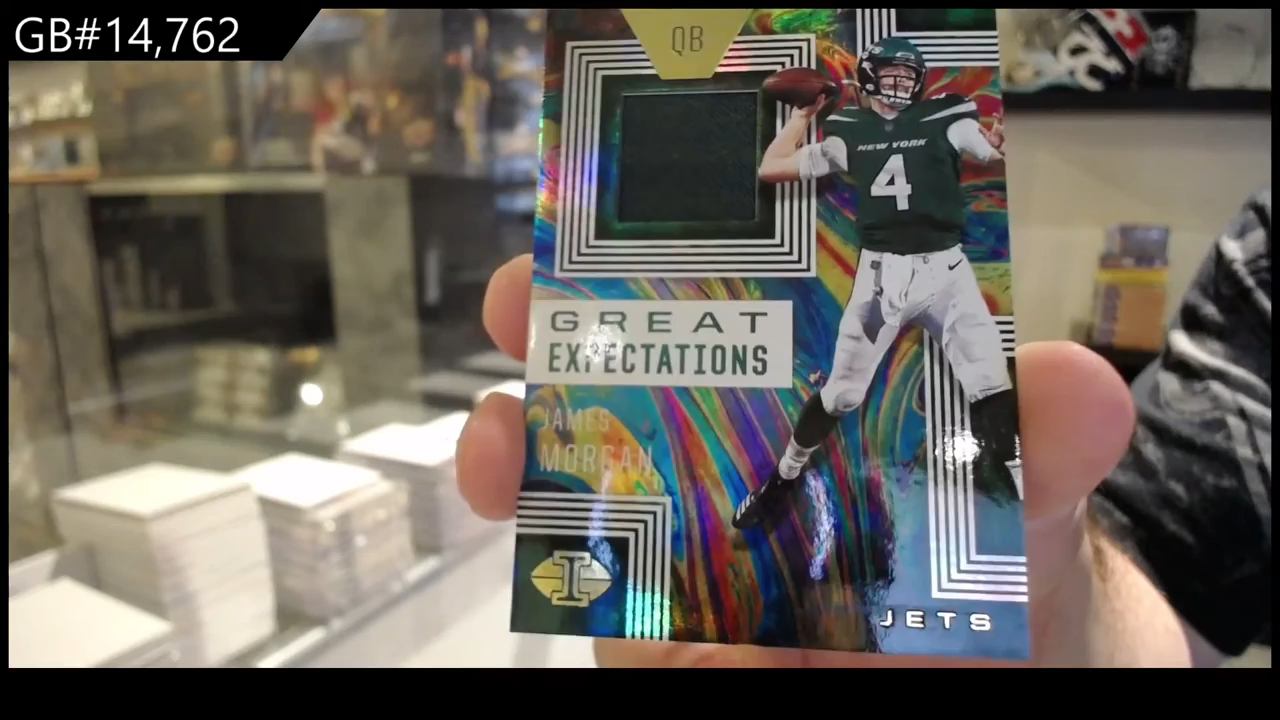 GB#14,762
QB
NEW YORK
4
GREAT
EXPECTATIONS
JAMES
MORGAN
I
JETS